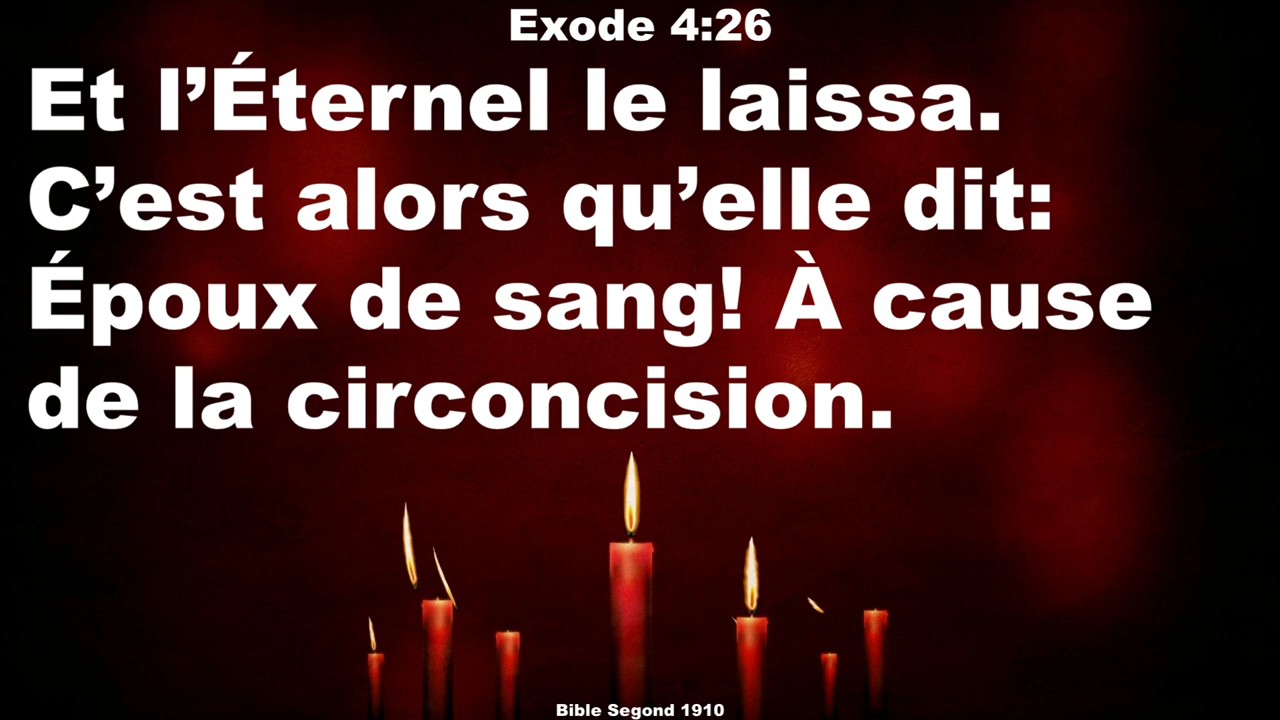 Exode 4:26
Et l’Éternel le laissa.
C’est alors qu’elle dit:
Époux de sang! À cause
de la circoncision.
Bible Segond 1910